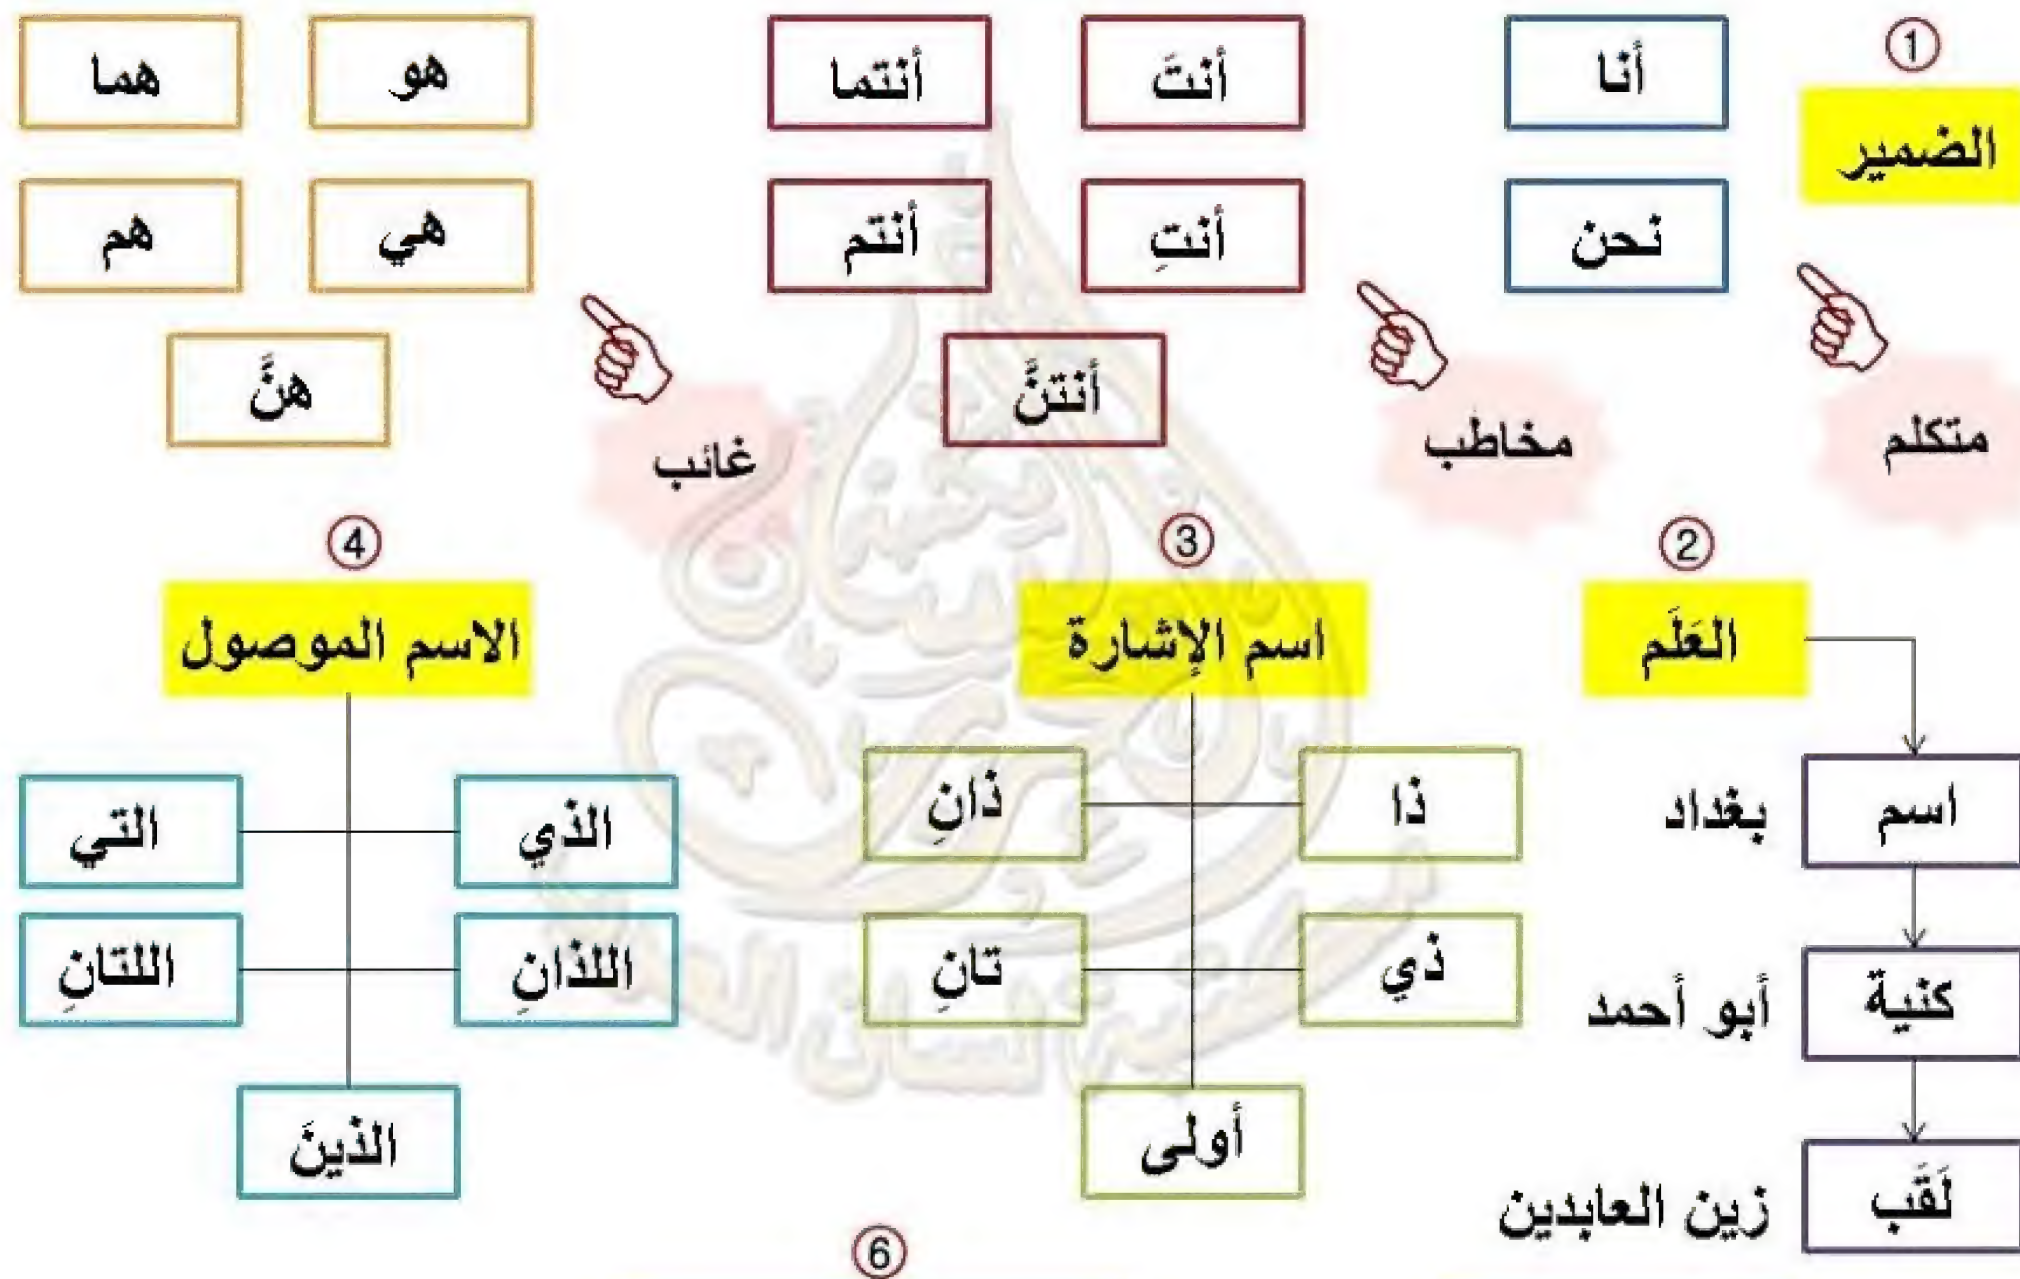 ①
الضمير
متكلم
أنا
نحن
مخاطب
أنتَ
أنتما
أنتِ
أنتم
أنتنَّ
غائب
هو
هما
هي
هم
هنَّ
②
العَلَم
اسم
بغداد
كنية
أبو أحمد
لَقَب
زين العابدين
③
اسم الإشارة
ذا
ذانِ
ذي
تانِ
أولى
④
الاسم الموصول
الذي
التي
اللذانِ
اللتانِ
الذينَ
⑥